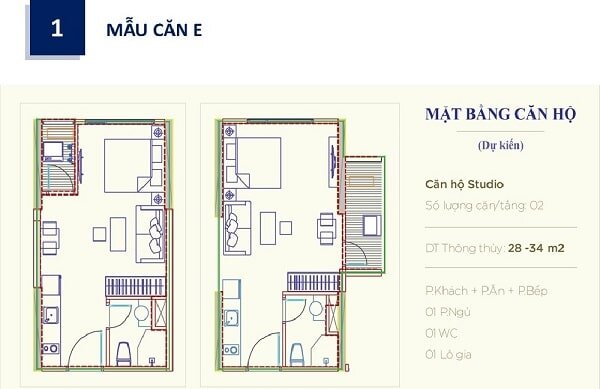 1
MẪU CĂN E
MẶT BẰNG CĂN HỘ
(Dự kiến)
Căn hộ Studio
Số lượng căn/tầng: 02
DT Thông thủy: 28 -34 m2
P.Khách + P.Ăn + P.Bếp
01 P.Ngủ
01 WC
01 Lô gia